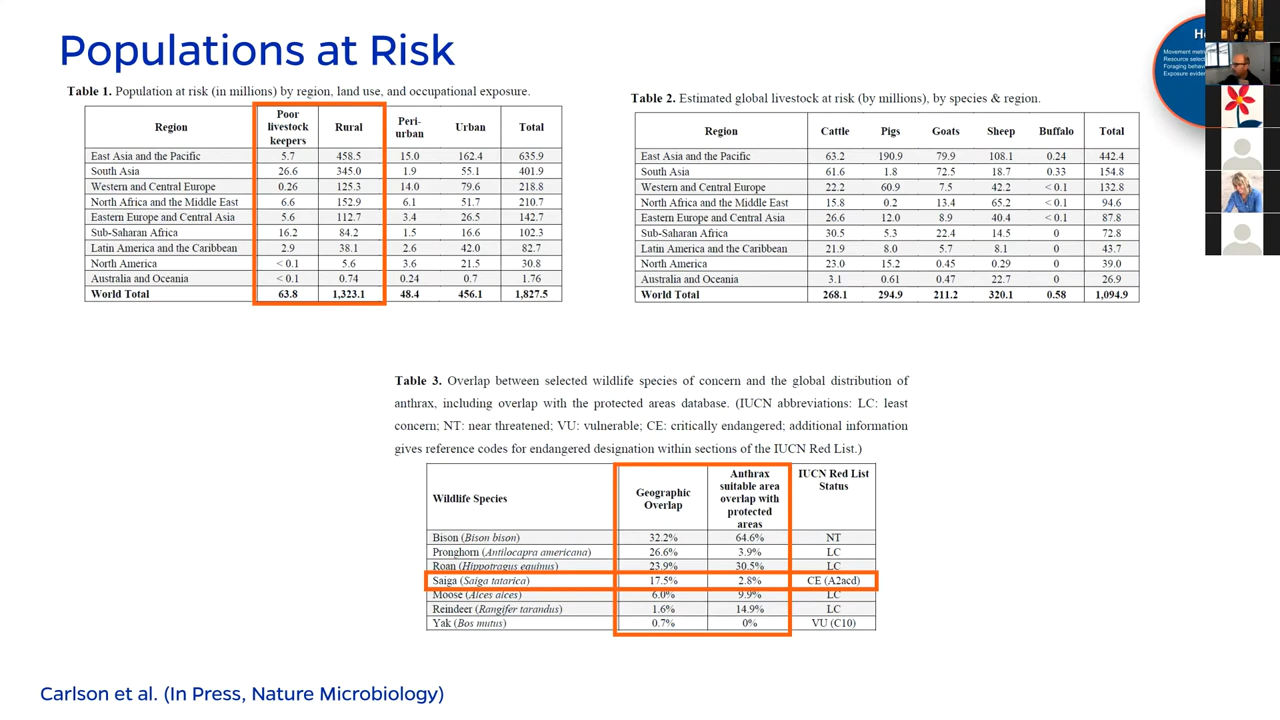 Populations at Risk
Table 1. Population at risk (in millions) by region, land use, and occupational exposure.
Region Poor livestock keepers Rural Peri-urban Urban Total
East Asia and the Pacific 5.7 458.5 15.0 162.4 635.9
South Asia 26.6 345.0 1.9 55.1 401.9
Western and Central Europe 0.26 125.3 14.0 79.6 218.8
North Africa and the Middle East 6.6 152.9 6.1 51.7 210.7
Eastern Europe and Central Asia 5.6 112.7 3.4 26.5 142.7
Sub-Saharan Africa 16.2 84.2 1.5 16.6 102.3
Latin America and the Caribbean 2.9 38.1 2.6 42.0 82.7
North America < 0.1 5.6 3.6 21.5 30.8
Australia and Oceania < 0.1 0.74 0.24 0.7 1.76
World Total 63.8 1,323.1 48.4 456.1 1,827.5
Table 2. Estimated global livestock at risk (by millions), by species & region.
Region Cattle Pigs Goats Sheep Buffalo Total
East Asia and the Pacific 63.2 190.9 79.9 108.1 0.24 442.4
South Asia 61.6 1.8 72.5 18.7 0.33 154.8
Western and Central Europe 22.2 60.9 7.5 42.2 < 0.1 132.8
North Africa and the Middle East 15.8 0.2 13.4 65.2 < 0.1 94.6
Eastern Europe and Central Asia 26.6 12.0 8.9 40.4 < 0.1 87.8
Sub-Saharan Africa 30.5 5.3 22.4 14.5 0 72.8
Latin America and the Caribbean 21.9 8.0 5.7 8.1 0 43.7
North America 23.0 15.2 0.45 0.29 0 39.0
Australia and Oceania 3.1 0.61 0.47 22.7 0 26.9
World Total 268.1 294.9 211.2 320.1 0.58 1,094.9
Movement
Resource
Foraging
Exposure
Table 3. Overlap between selected wildlife species of concern and the global distribution of
anthrax, including overlap with the protected areas database. (IUCN abbreviations: LC: least
concern; NT: near threatened; VU: vulnerable; CE: critically endangered; additional information
gives reference codes for endangered designation within sections of the IUCN Red List.)
Wildlife Species Geographic Overlap Anthrax suitable area overlap with protected areas IUCN Red List Status
Bison (Bison bison) 32.2% 64.6% NT
Pronghorn (Antilocapra americana) 26.6% 3.9% LC
Roan (Hippotragus equinus) 23.9% 30.5% LC
Saiga (Saiga tatarica) 17.5% 2.8% CE (A2acd)
Moose (Alces alces) 6.0% 9.9% LC
Reindeer (Rangifer tarandus) 1.6% 14.9% LC
Yak (Bos mutus) 0.7% 0% VU (C10)
Carlson et al. (In Press, Nature Microbiology)